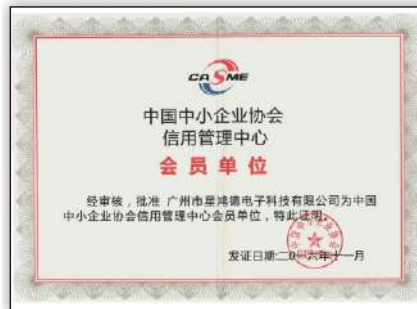 CASME
中国中小企业协会
信用管理中心
会员单位
经审核，批准 广州市星鸿德电子科技有限公司为中国
中小企业协会信用管理中心会员单位，特此证明。
发证日期:二〇一六年十一月